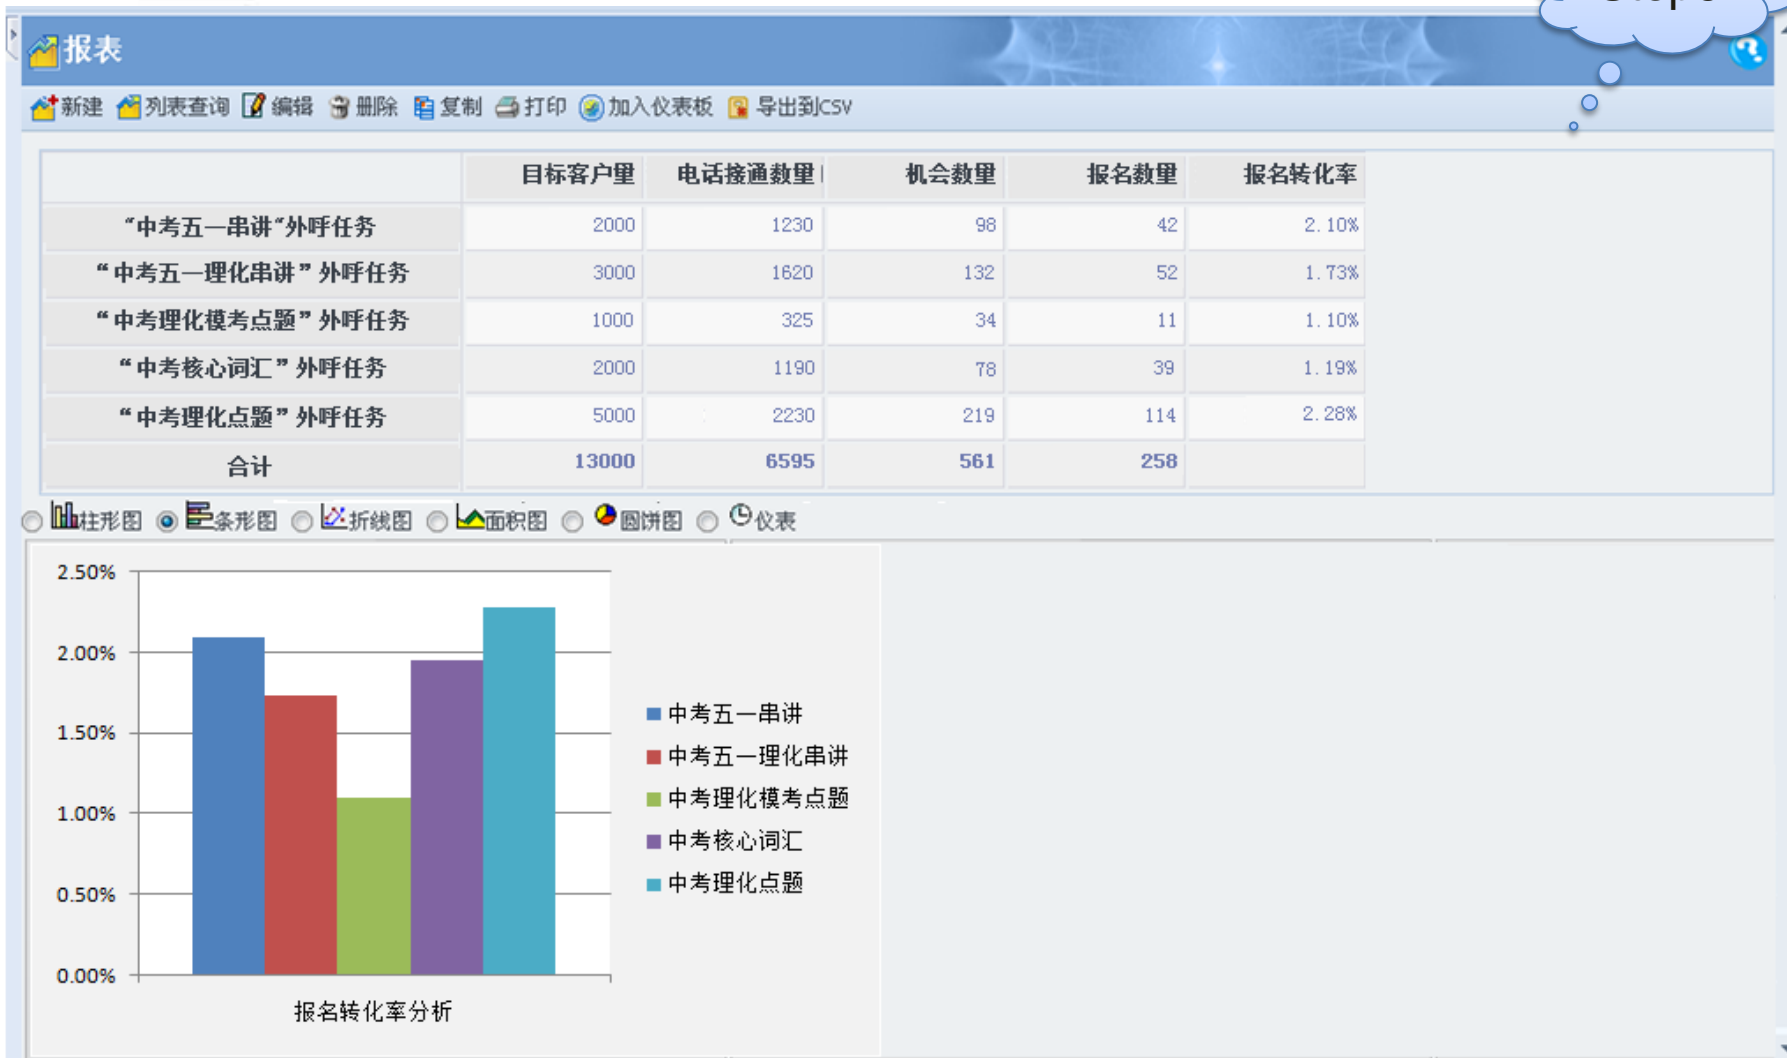 报表
新建 列表查询 编辑 删除 复制 打印 加入仪表板 导出到CSV
目标客户量 电话接通数量 机会数量 报名数量 报名转化率
“中考五一串讲“外呼任务 2000 1230 98 42 2.10%
“中考五一理化串讲”外呼任务 3000 1620 132 52 1.73%
“中考理化模考点题”外呼任务 1000 325 34 11 1.10%
“中考核心词汇”外呼任务 2000 1190 78 39 1.19%
“中考理化点题”外呼任务 5000 2230 219 114 2.28%
合计 13000 6595 561 258
柱形图 条形图 折线图 面积图 圆饼图 仪表
2.50%
2.00%
1.50%
1.00%
0.50%
0.00%
报名转化率分析
中考五一串讲
中考五一理化串讲
中考理化模考点题
中考核心词汇
中考理化点题